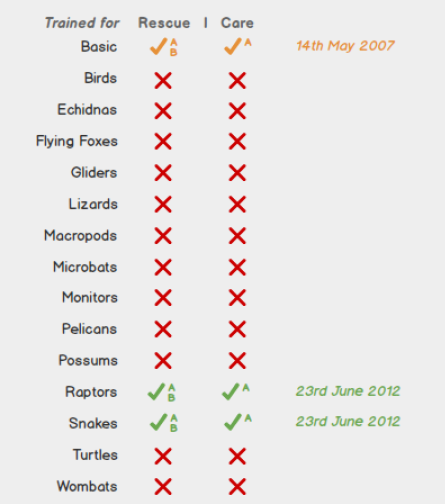 Trained for Rescue | Care
Basic A B A 14th May 2007
Birds
Echidnas
Flying Foxes
Gliders
Lizards
Macropods
Microbats
Monitors
Pelicans
Possums
Raptors A B A 23rd June 2012
Snakes A B A 23rd June 2012
Turtles
Wombats